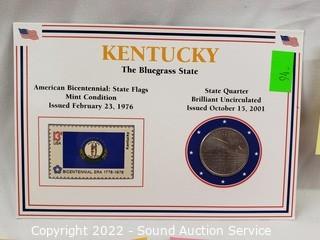 KENTUCKY
The Bluegrass State
American Bicentennial: State Flags
Mint Condition
Issued February 23, 1976
State Quarter
Brilliant Uncirculated
Issued October 15, 2001
94-
13¢
USA
BICENTENNIAL ERA 1776-1976
Copyright 2022 - Sound Auction Service